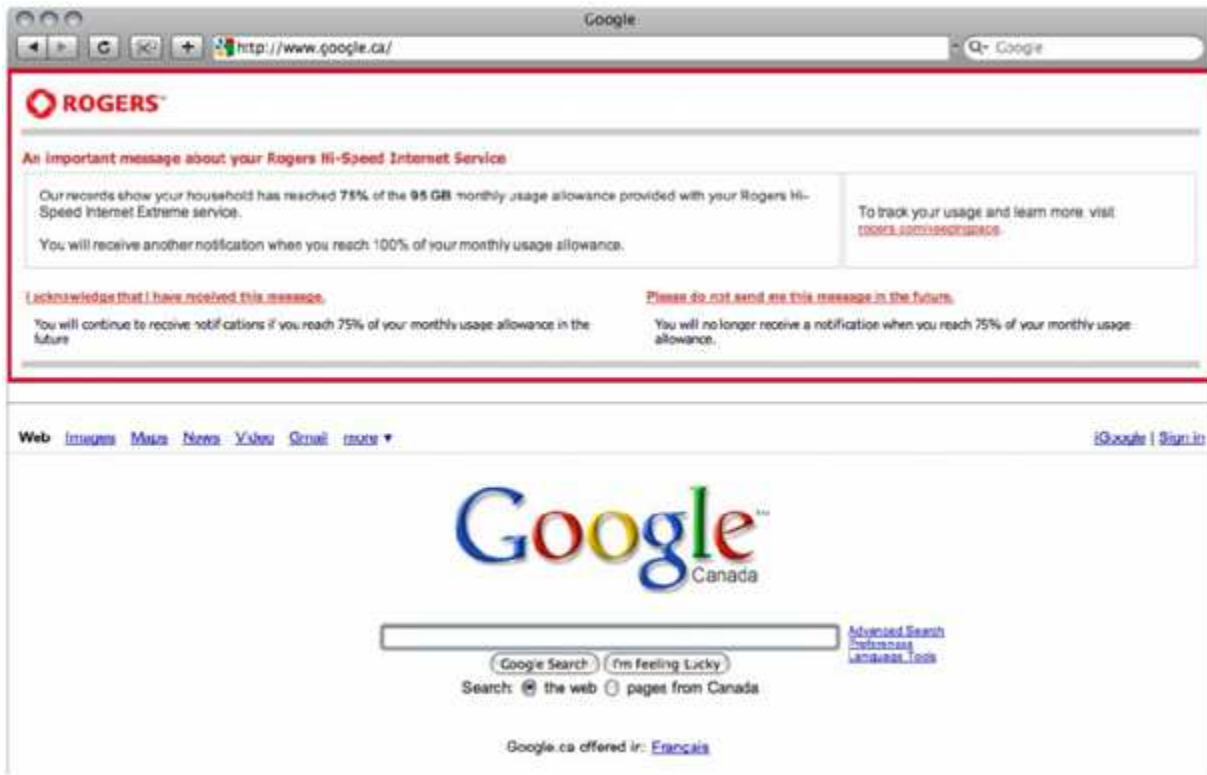 Google
http://www.google.ca/
Google
ROGERS™
An important message about your Rogers Hi-Speed Internet Service
Our records show your household has reached 75% of the 95 GB monthly usage allowance provided with your Rogers Hi-
Speed Internet Extreme service.
You will receive another notification when you reach 100% of your monthly usage allowance.
To track your usage and learn more, visit
rogers.com/keepingpace.
I acknowledge that I have received this message.
You will continue to receive notifications if you reach 75% of your monthly usage allowance in the
future
Please do not send me this message in the future.
You will no longer receive a notification when you reach 75% of your monthly usage
allowance.
Web Images Maps News Video Gmail more ▼
iGoogle | Sign in
Google™
Canada
Advanced Search
Preferences
Language Tools
Google Search I'm Feeling Lucky
Search: the web pages from Canada
Google.ca offered in: Français